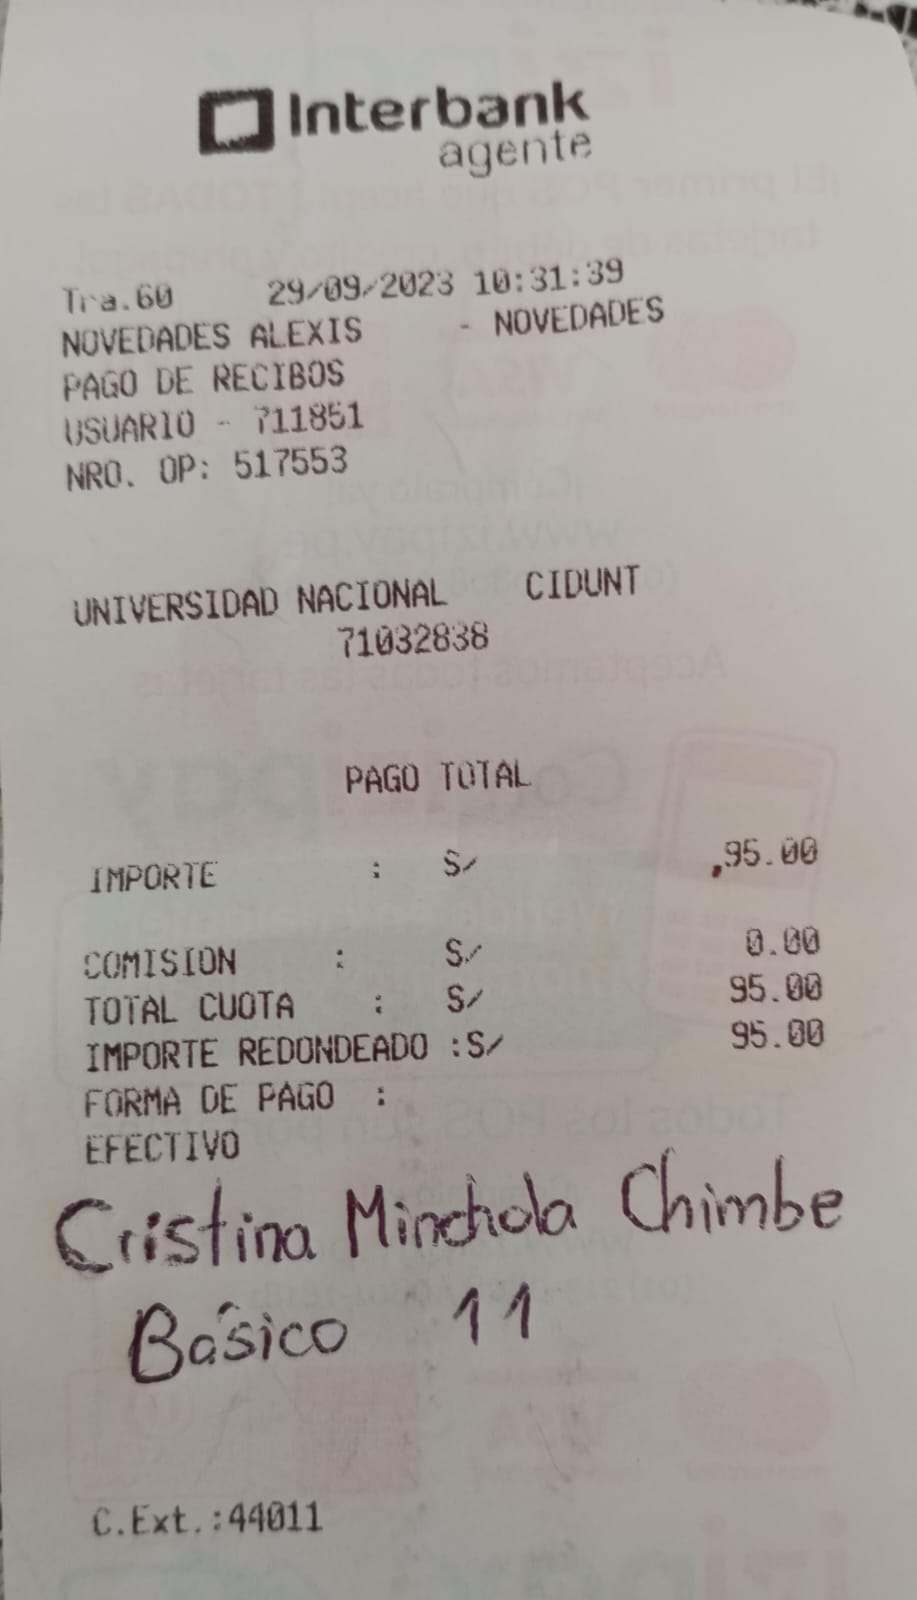 Interbank
agente
Tra.60 29/09/2023 10:31:39
NOVEDADES ALEXIS - NOVEDADES
PAGO DE RECIBOS
USUARIO - 711851
NRO. OP: 517553
UNIVERSIDAD NACIONAL CIDUNT
71032838
PAGO TOTAL
IMPORTE : S/ 95.00
COMISION : S/ 0.00
TOTAL CUOTA : S/ 95.00
IMPORTE REDONDEADO :S/ 95.00
FORMA DE PAGO :
EFECTIVO
Cristina Minchola Chimbe
Básico 11
C.Ext.:44011